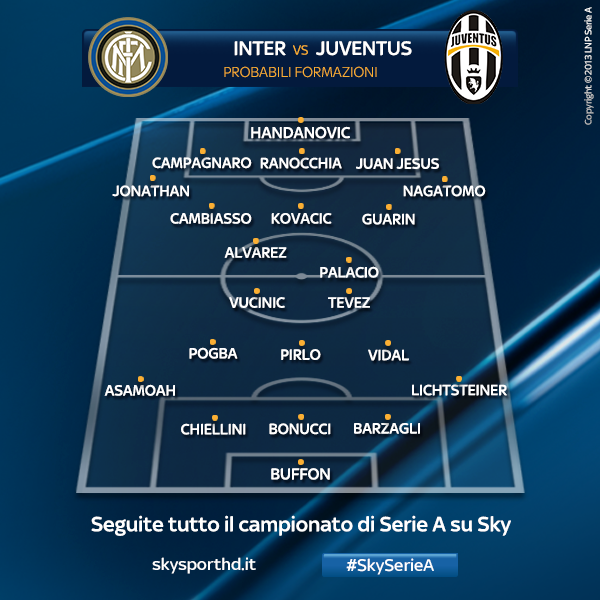 INTER vs JUVENTUS
PROBABILI FORMAZIONI
JUVENTUS
Copyright ©2013 LNP Serie A
HANDANOVIC
CAMPAGNARO RANOCCHIA JUAN JESUS
JONATHAN NAGATOMO
CAMBIASSO KOVACIC GUARIN
ALVAREZ
PALACIO
VUCINIC TEVEZ
POGBA PIRLO VIDAL
ASAMOAH LICHTSTEINER
CHIELLINI BONUCCI BARZAGLI
BUFFON
Seguite tutto il campionato di Serie A su Sky
skysporthd.it #SkySerieA